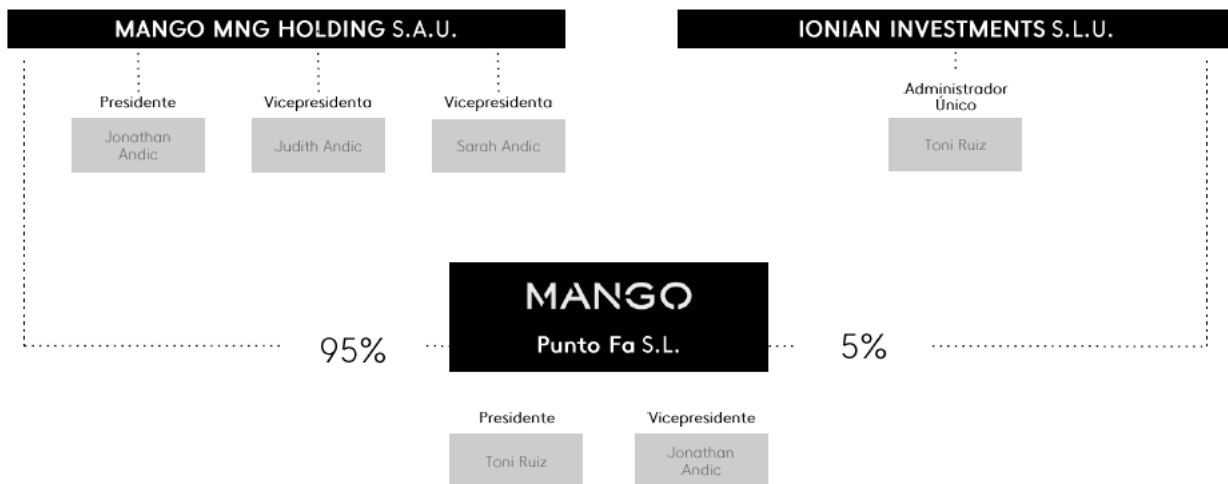 MANGO MNG HOLDING S.A.U.
IONIAN INVESTMENTS S.L.U.
Presidente
Jonathan
Andic
Vicepresidenta
Judith Andic
Vicepresidenta
Sarah Andic
Administrador
Único
Toni Ruiz
95%
MANGO
Punto Fa S.L.
5%
Presidente
Toni Ruiz
Vicepresidente
Jonathan
Andic